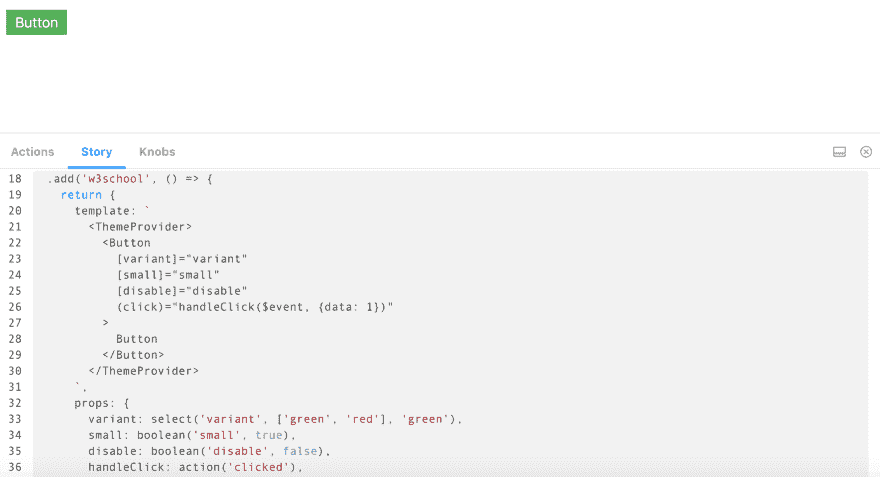 Button
Actions Story Knobs
18 .add('w3school', () => {
19 return {
20 template: `
21 <ThemeProvider>
22 <Button
23 [variant]="variant"
24 [small]="small"
25 [disable]="disable"
26 (click)="handleClick($event, {data: 1})"
27 >
28 Button
29 </Button>
30 </ThemeProvider>
31 `,
32 props: {
33 variant: select('variant', ['green', 'red'], 'green'),
34 small: boolean('small', true),
35 disable: boolean('disable', false),
36 handleClick: action('clicked'),